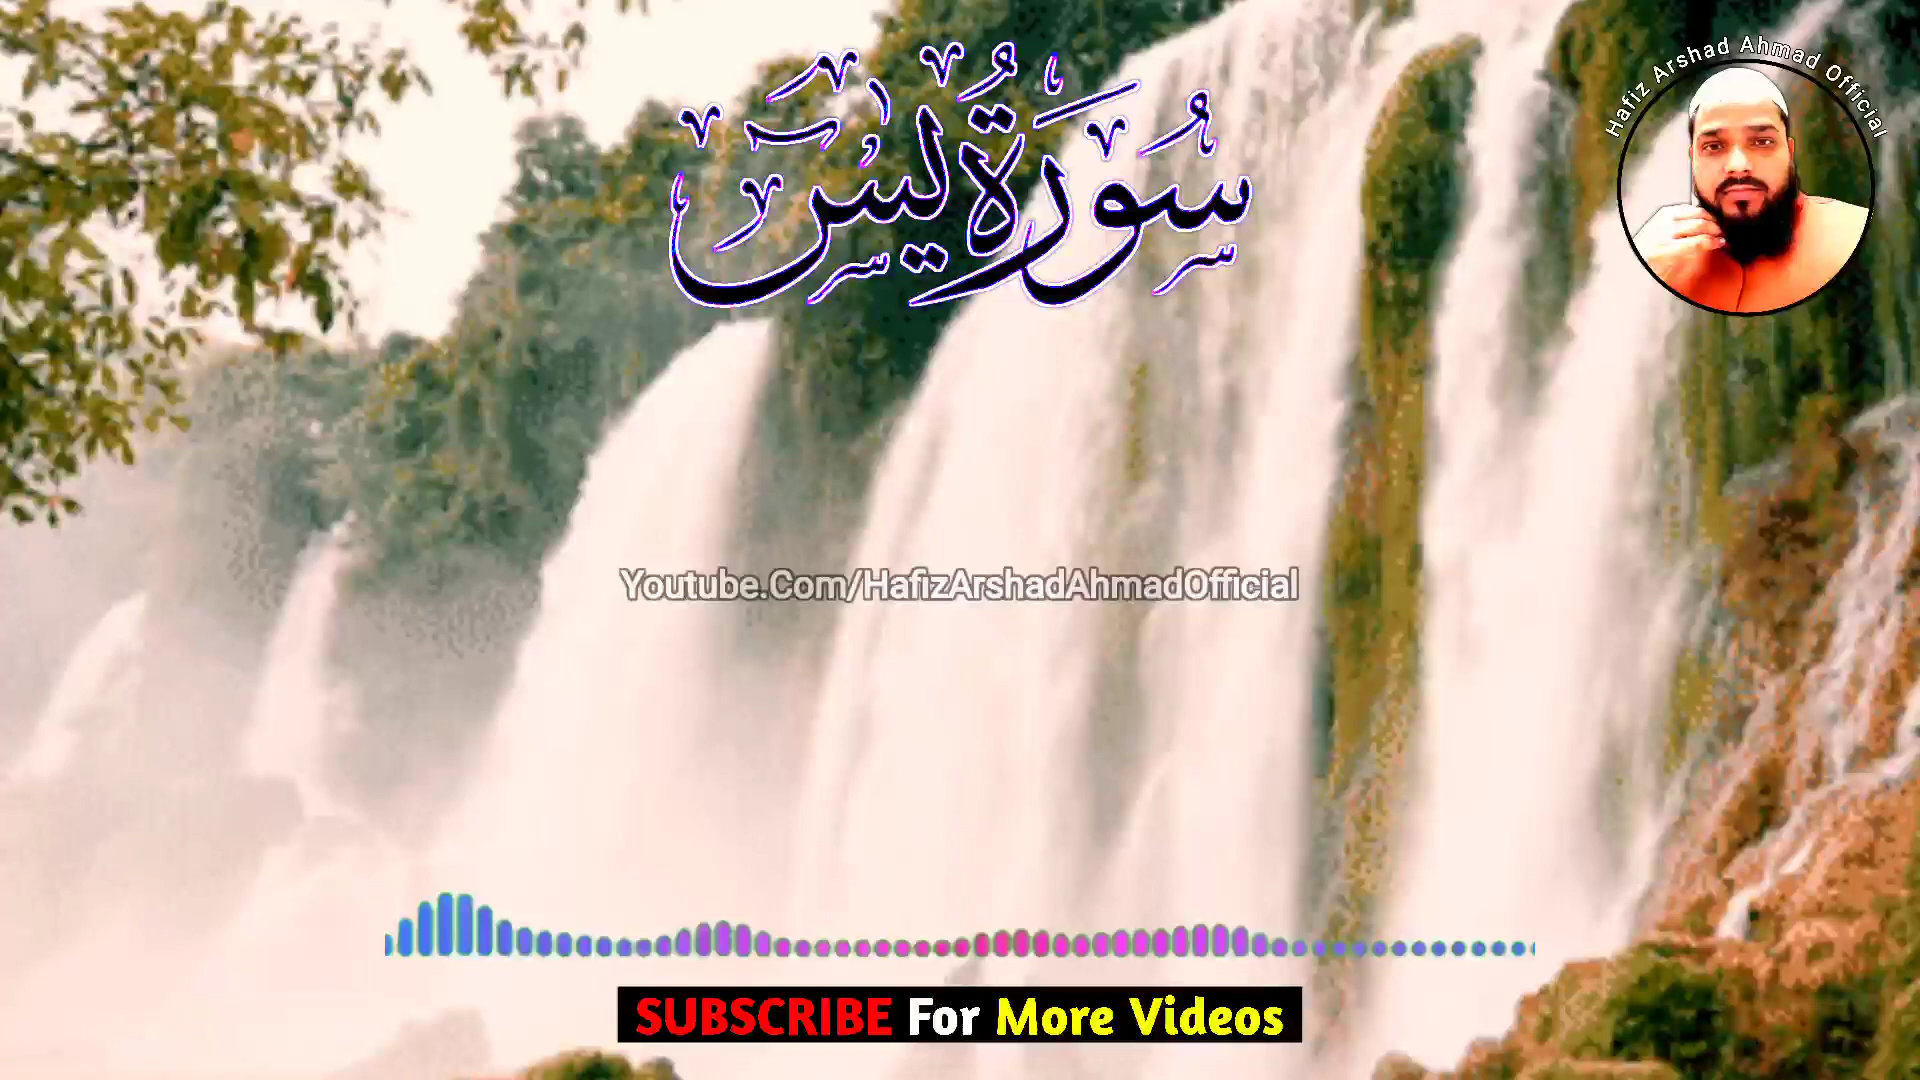 سُورَةُ يٰسٓ
Hafiz Arshad Ahmad Official
Youtube.Com/HafizArshadAhmadOfficial
SUBSCRIBE For More Videos